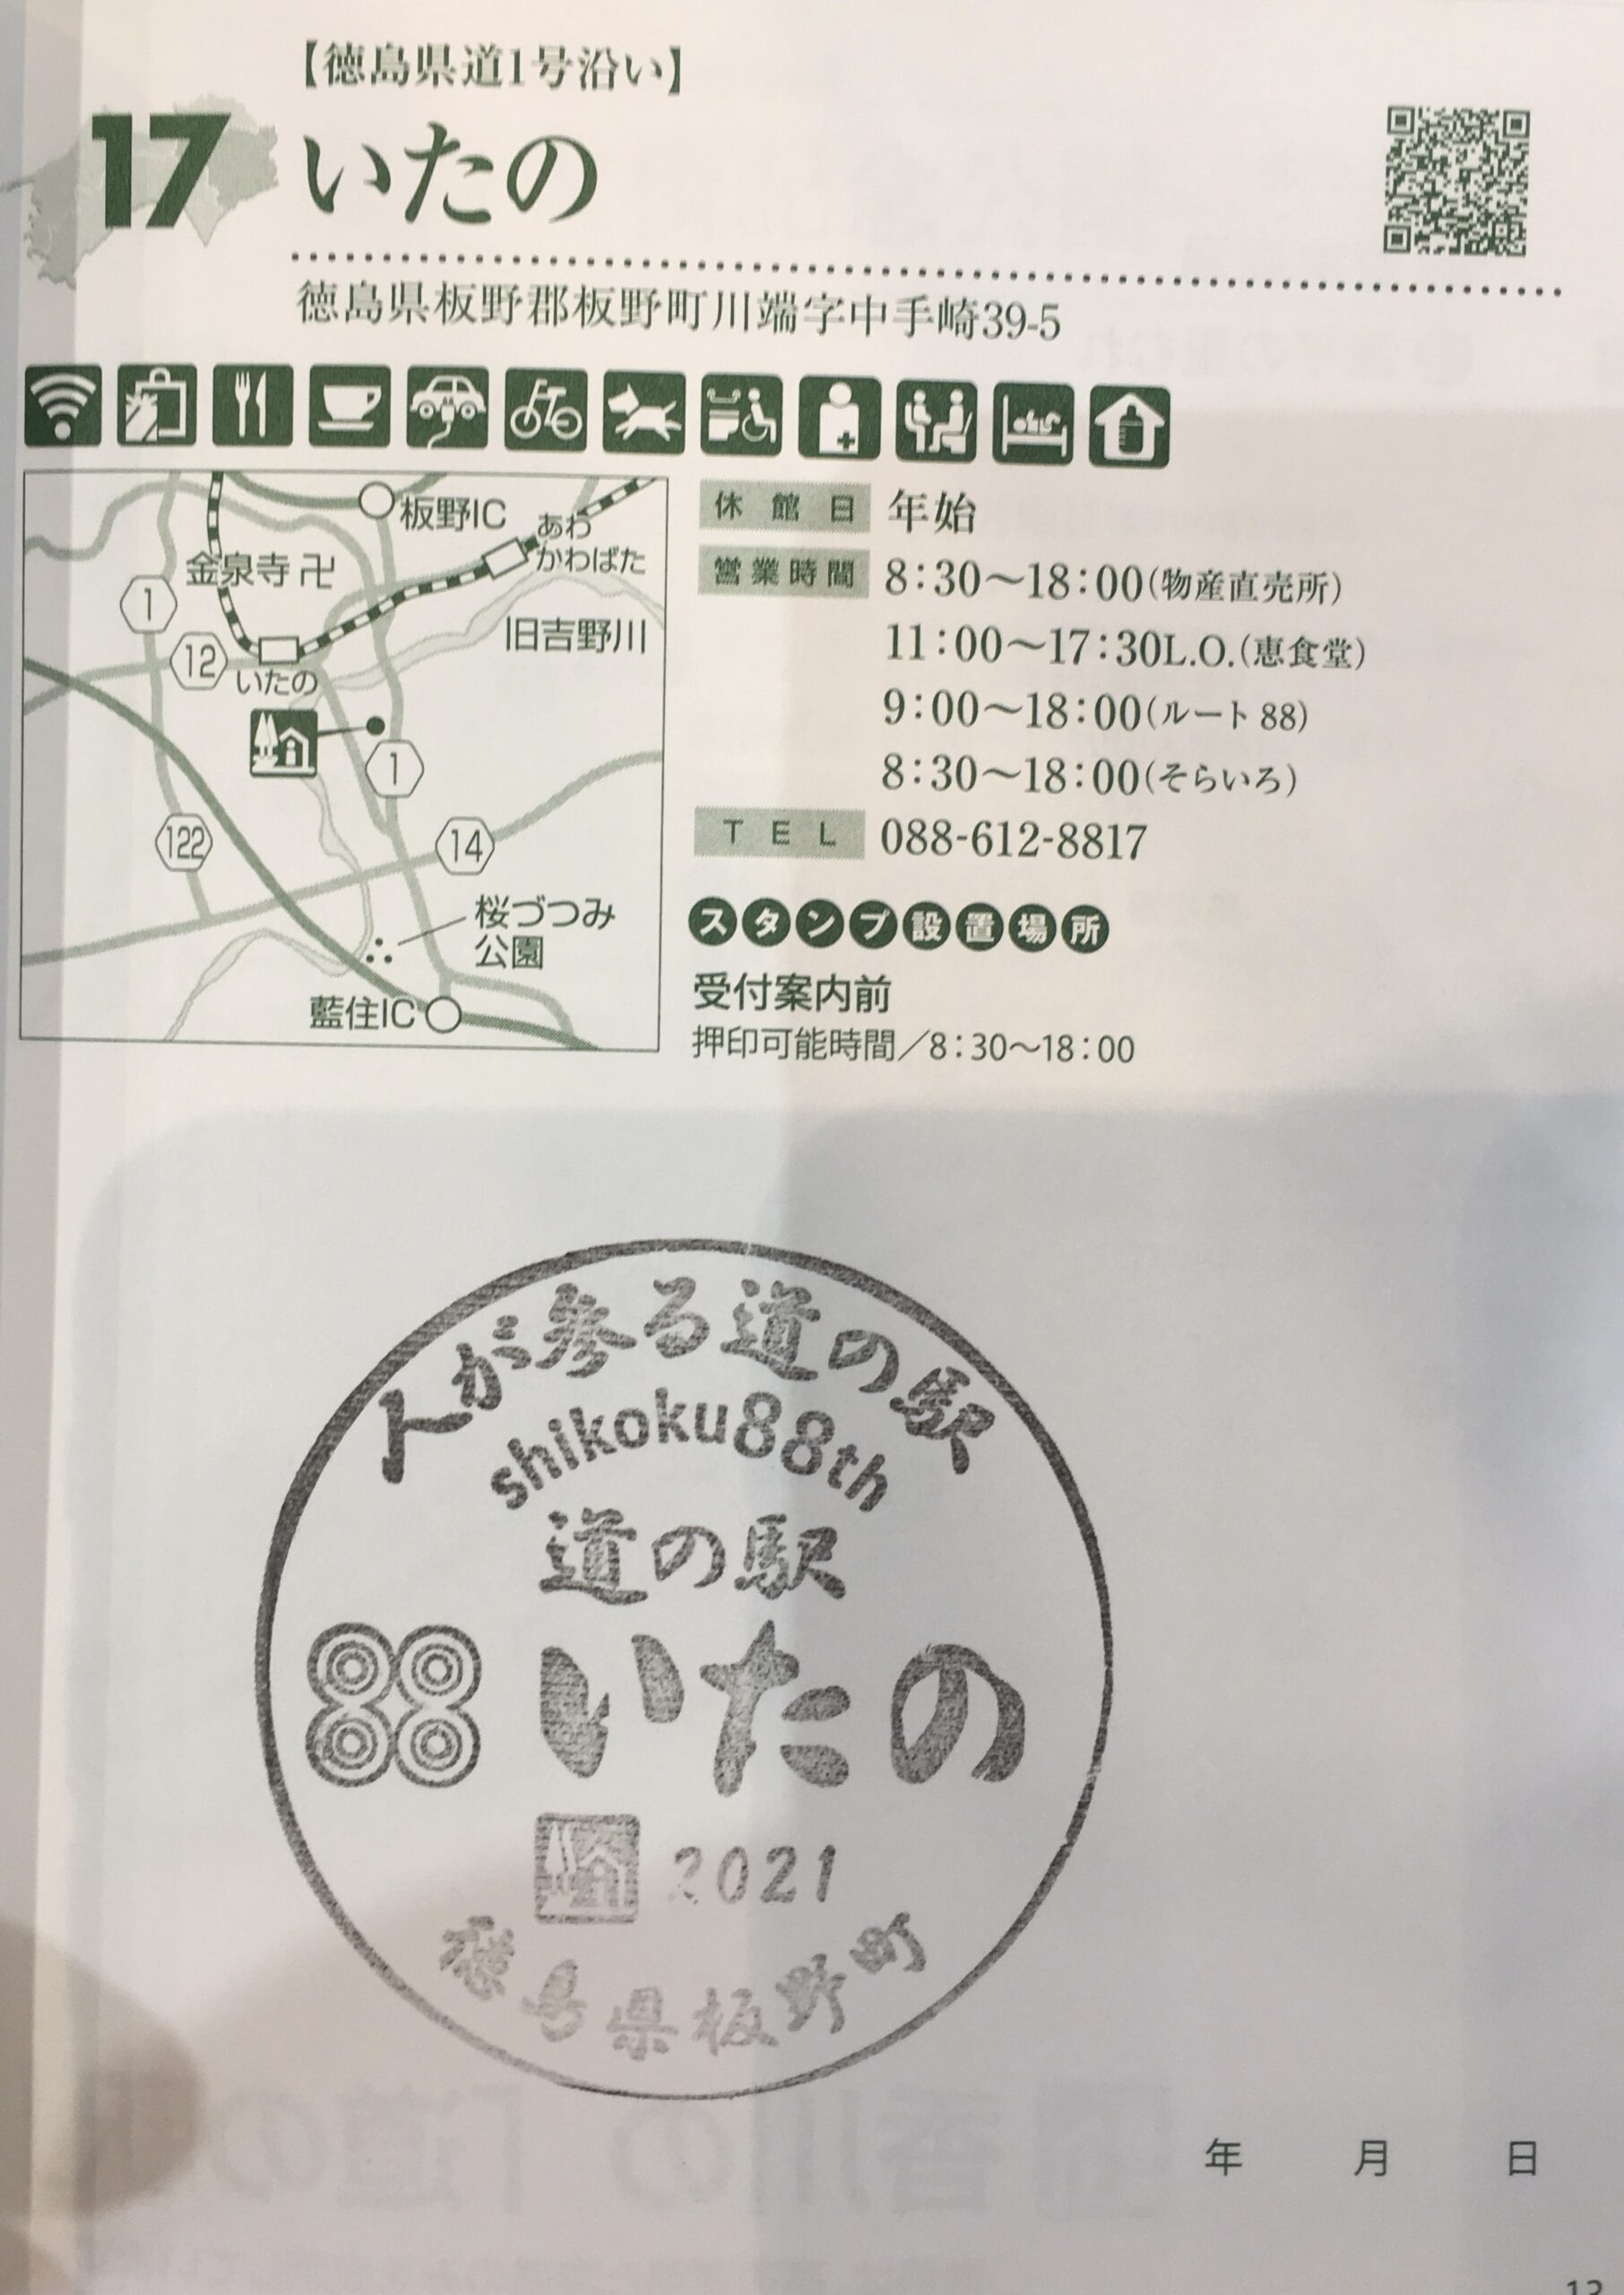 【徳島県道1号沿い】
17 いたの
徳島県板野郡板野町川端字中手崎39-5
板野IC
あわ
かわばた
金泉寺卍
1
旧吉野川
12
いたの
1
122
14
桜づつみ
公園
藍住IC
休館日 年始
営業時間 8:30～18:00(物産直売所)
11:00～17:30L.O.(恵食堂)
9:00～18:00(ルート88)
8:30～18:00(そらいろ)
TEL 088-612-8817
スタンプ設置場所
受付案内前
押印可能時間／8:30～18:00
人が参る道の駅
shikoku88th
道の駅
88 いたの
2021
徳島県板野町
年 月 日